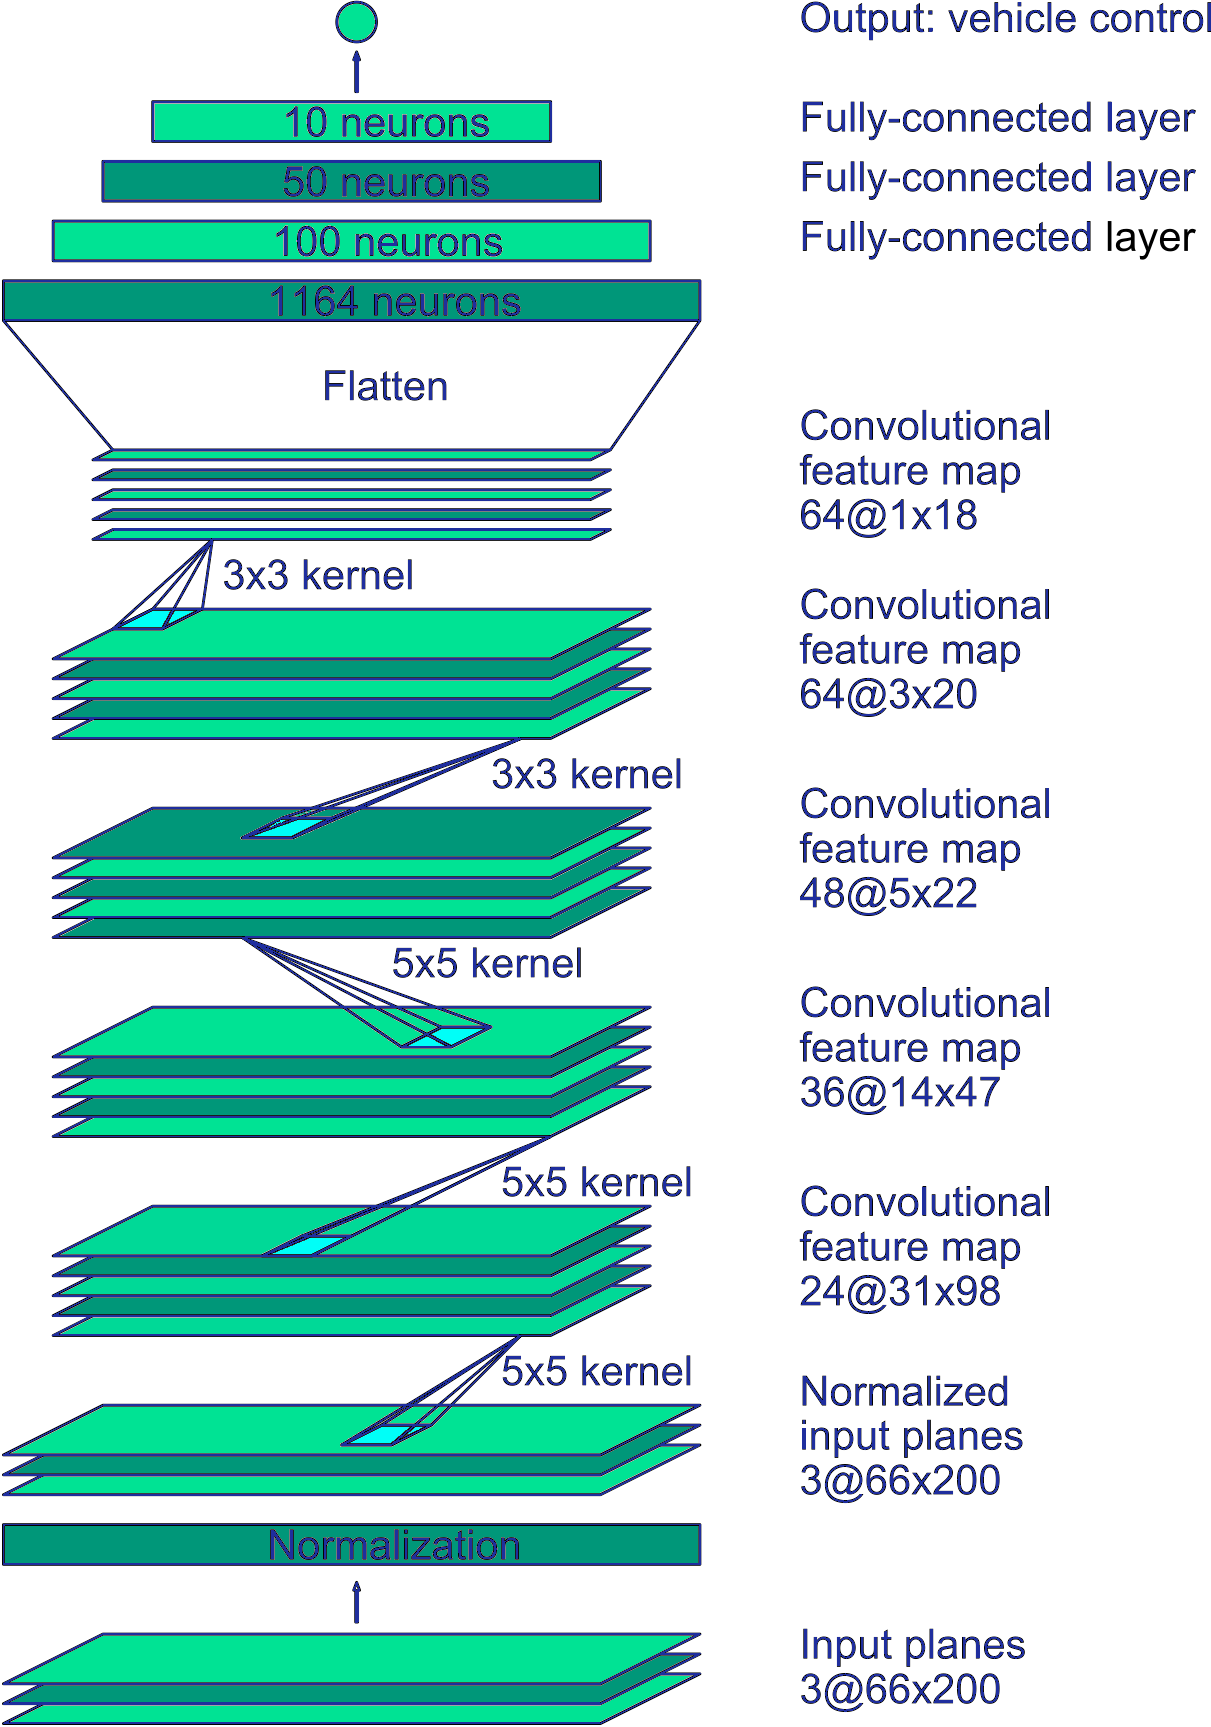 Output: vehicle control
10 neurons
Fully-connected layer
50 neurons
Fully-connected layer
100 neurons
Fully-connected layer
1164 neurons
Flatten
Convolutional
feature map
64@1x18
3x3 kernel
Convolutional
feature map
64@3x20
3x3 kernel
Convolutional
feature map
48@5x22
5x5 kernel
Convolutional
feature map
36@14x47
5x5 kernel
Convolutional
feature map
24@31x98
5x5 kernel
Normalized
input planes
3@66x200
Normalization
Input planes
3@66x200